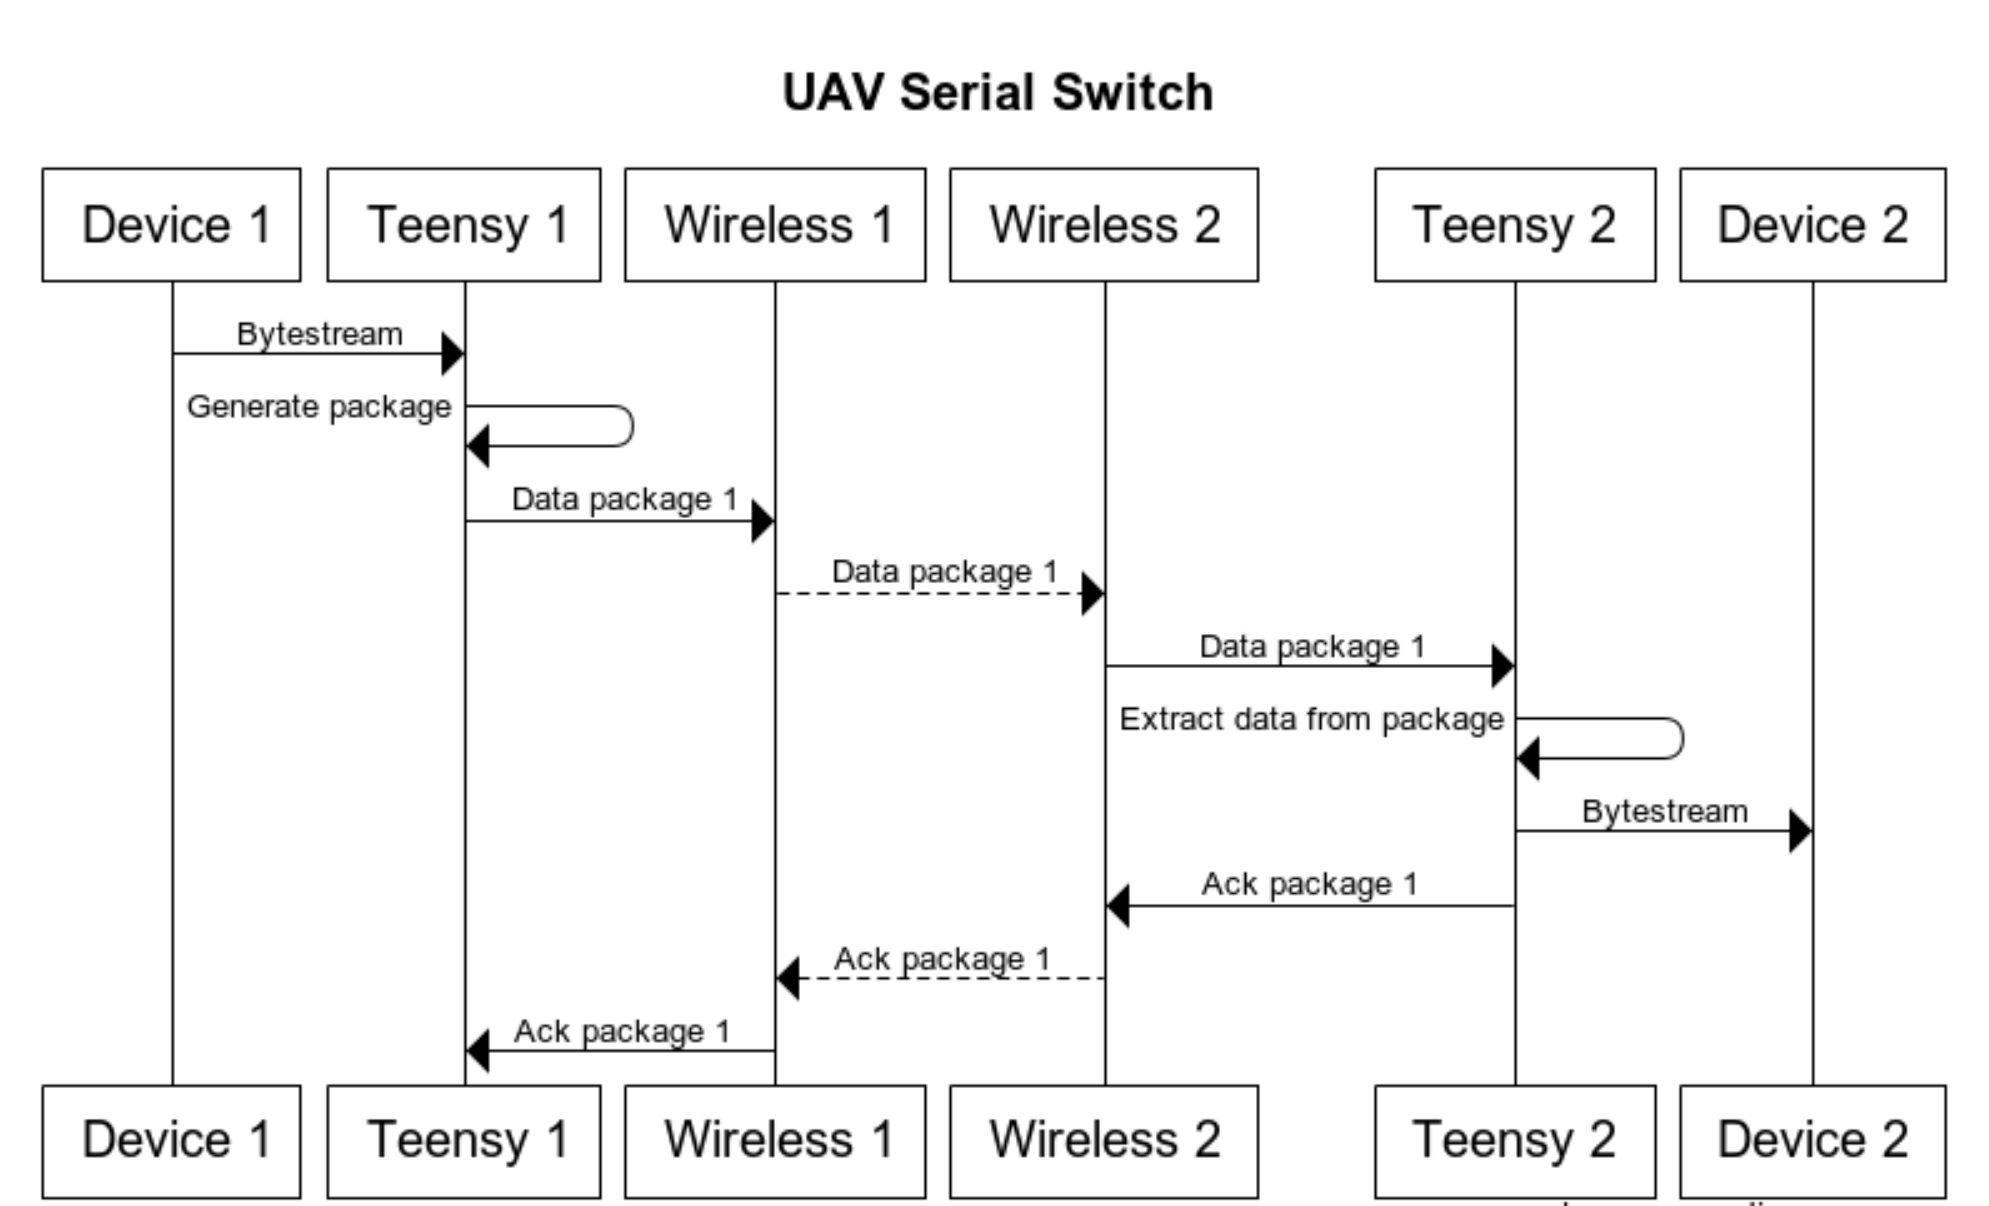 UAV Serial Switch
Device 1
Teensy 1
Wireless 1
Wireless 2
Teensy 2
Device 2
Bytestream
Generate package
Data package 1
Data package 1
Data package 1
Extract data from package
Bytestream
Ack package 1
Ack package 1
Ack package 1
Device 1
Teensy 1
Wireless 1
Wireless 2
Teensy 2
Device 2